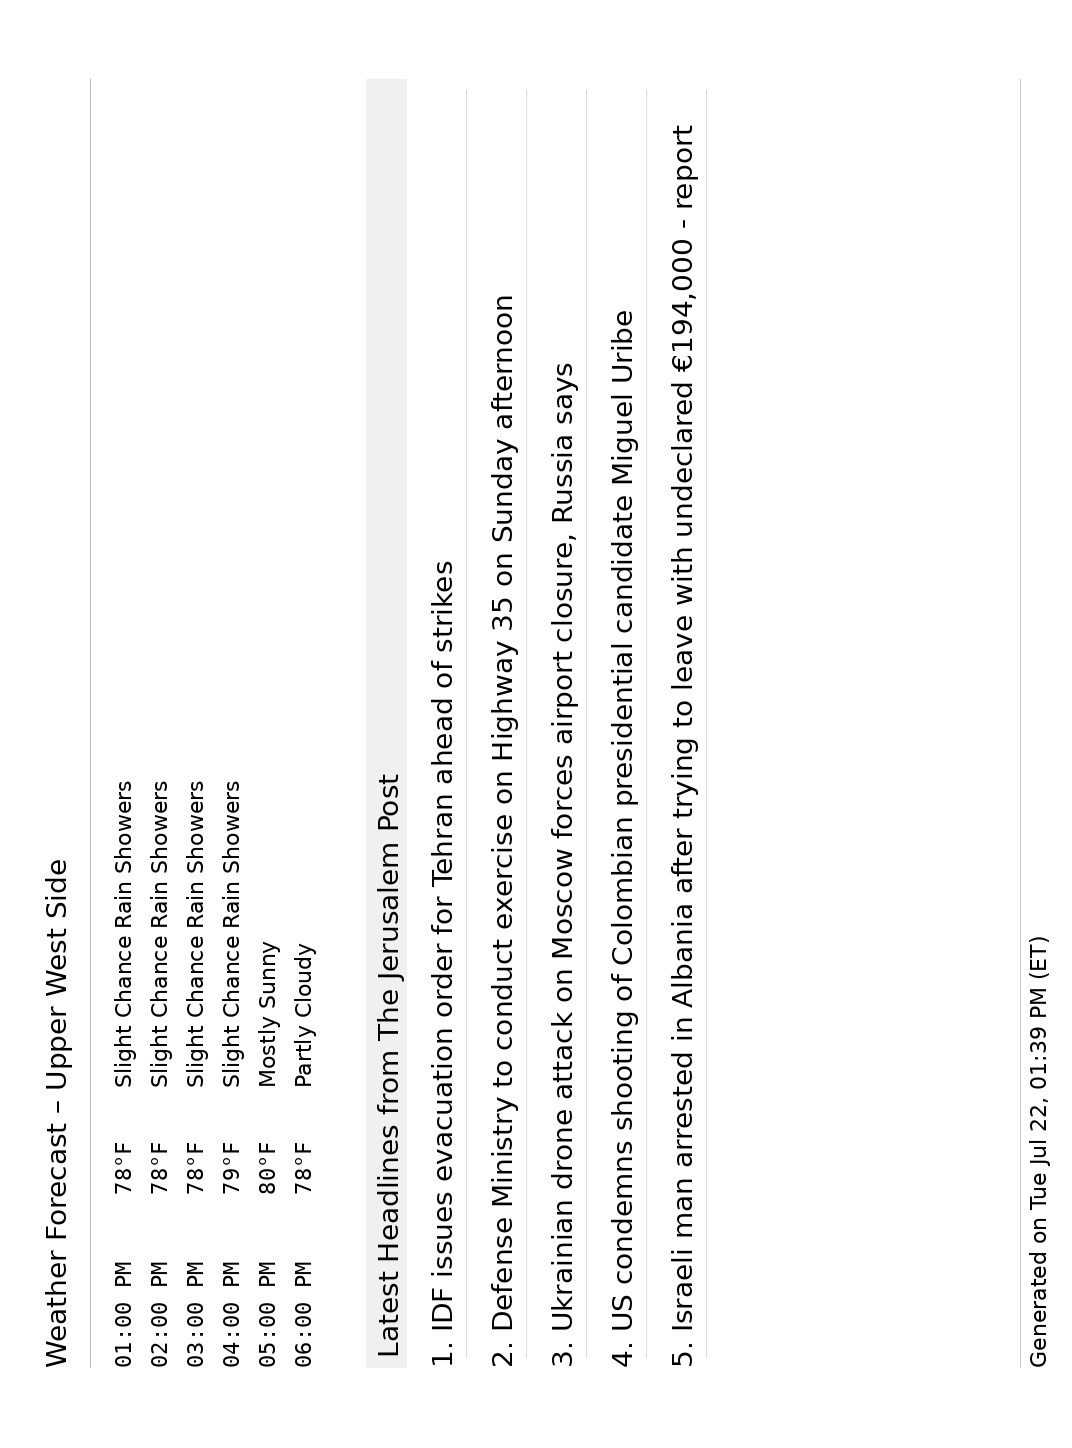 Weather Forecast – Upper West Side
01:00 PM 78°F Slight Chance Rain Showers
02:00 PM 78°F Slight Chance Rain Showers
03:00 PM 78°F Slight Chance Rain Showers
04:00 PM 79°F Slight Chance Rain Showers
05:00 PM 80°F Mostly Sunny
06:00 PM 78°F Partly Cloudy
Latest Headlines from The Jerusalem Post
1. IDF issues evacuation order for Tehran ahead of strikes
2. Defense Ministry to conduct exercise on Highway 35 on Sunday afternoon
3. Ukrainian drone attack on Moscow forces airport closure, Russia says
4. US condemns shooting of Colombian presidential candidate Miguel Uribe
5. Israeli man arrested in Albania after trying to leave with undeclared €194,000 - report
Generated on Tue Jul 22, 01:39 PM (ET)